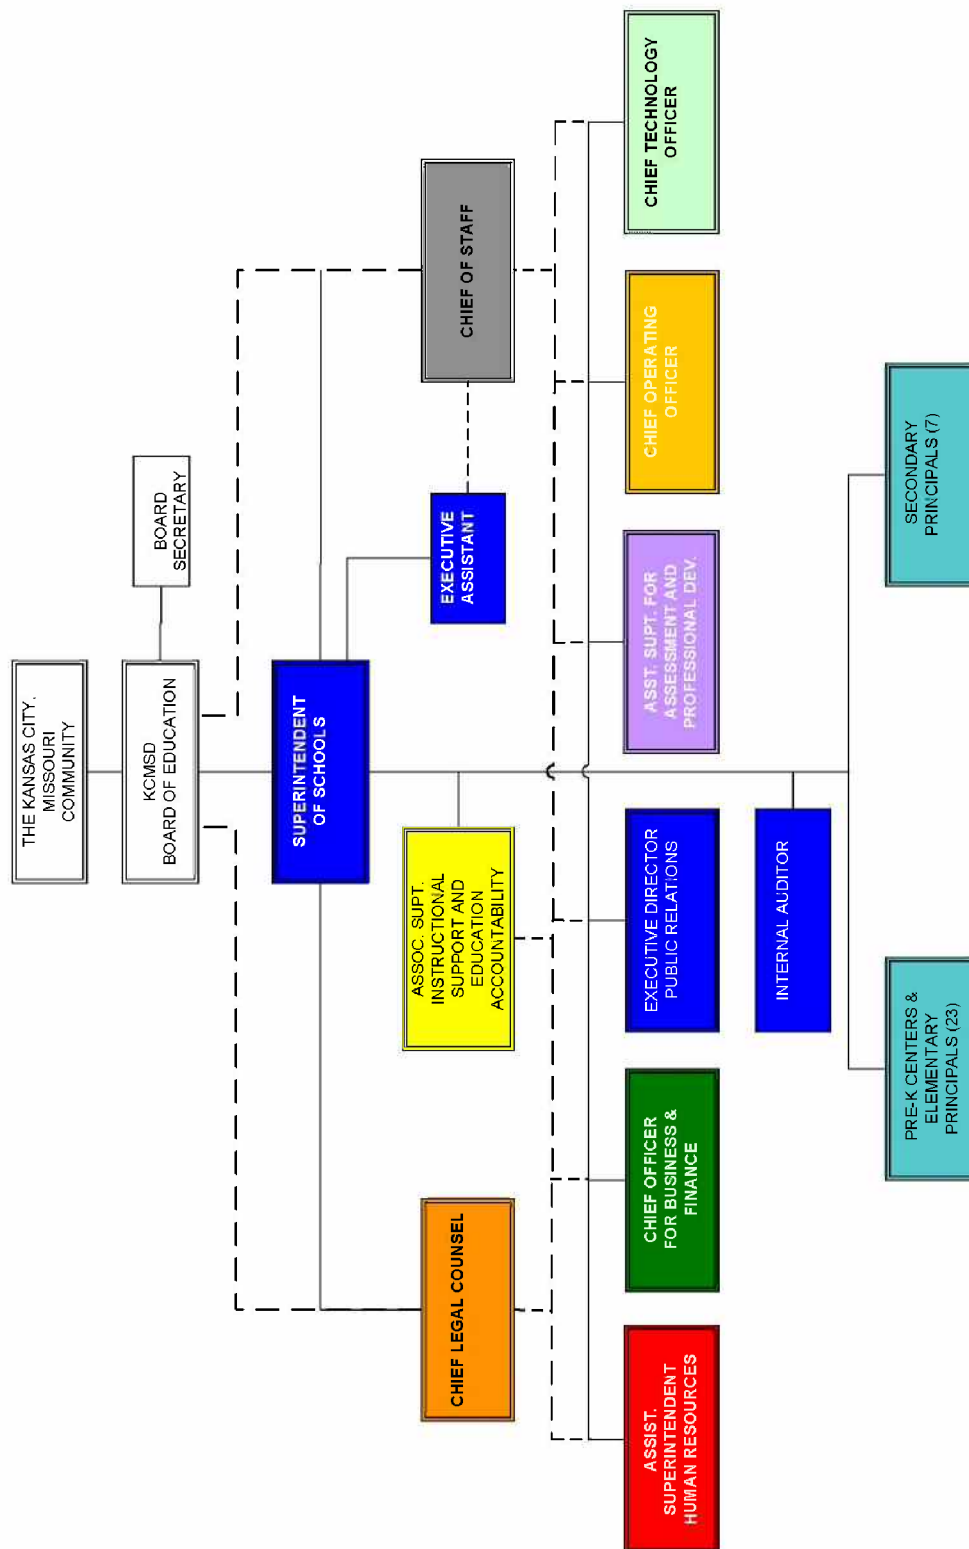 THE KANSAS CITY,
MISSOURI
COMMUNITY
KCMSD
BOARD OF EDUCATION
BOARD
SECRETARY
SUPERINTENDENT
OF SCHOOLS
CHIEF LEGAL COUNSEL
ASSOC. SUPT.
INSTRUCTIONAL
SUPPORT AND
EDUCATION
ACCOUNTABILITY
EXECUTIVE
ASSISTANT
CHIEF OF STAFF
ASSIST.
SUPERINTENDENT
HUMAN RESOURCES
CHIEF OFFICER
FOR BUSINESS &
FINANCE
EXECUTIVE DIRECTOR
PUBLIC RELATIONS
ASST. SUPT. FOR
ASSESSMENT AND
PROFESSIONAL DEV.
CHIEF OPERATING
OFFICER
CHIEF TECHNOLOGY
OFFICER
INTERNAL AUDITOR
PRE-K CENTERS &
ELEMENTARY
PRINCIPALS (23)
SECONDARY
PRINCIPALS (7)